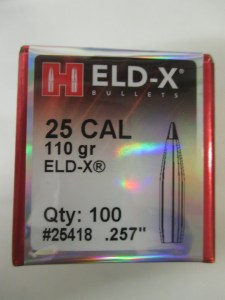 H ELD-X®
BULLETS
25 CAL
110 gr
ELD-X®
Qty: 100
#25418 .257"